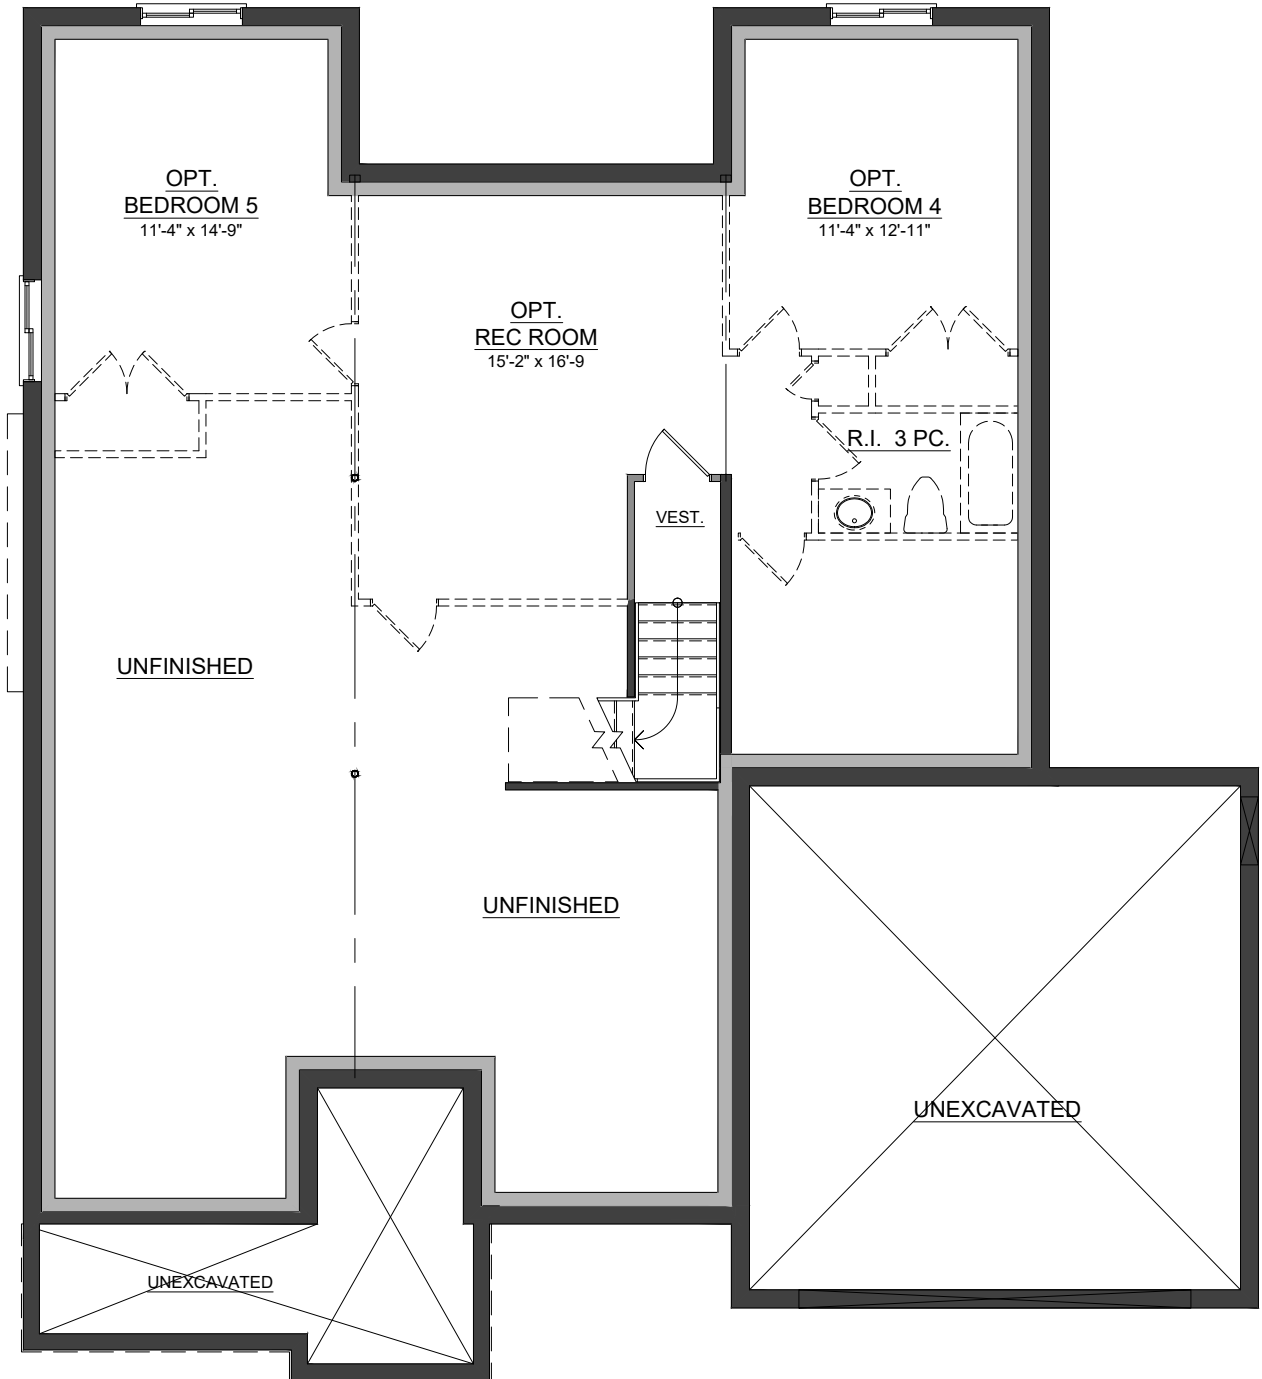 OPT.
BEDROOM 5
11'-4" x 14'-9"
OPT.
BEDROOM 4
11'-4" x 12'-11"
OPT.
REC ROOM
15'-2" x 16'-9
R.I. 3 PC.
VEST.
UNFINISHED
UNFINISHED
UNEXCAVATED
UNEXCAVATED